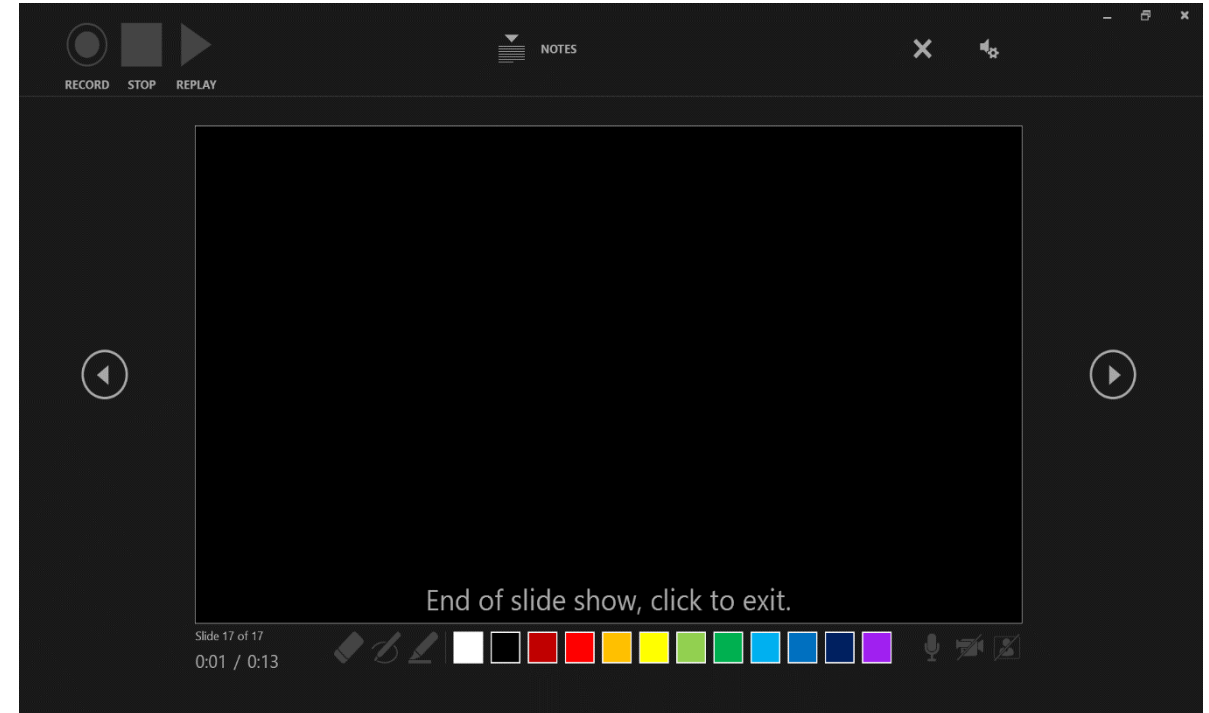 NOTES
RECORD STOP REPLAY
End of slide show, click to exit.
Slide 17 of 17
0:01 / 0:13